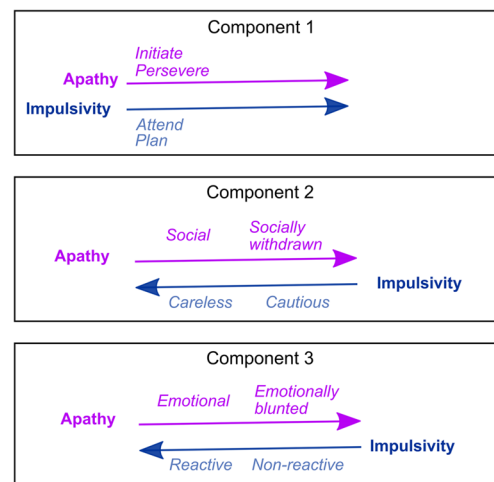 Component 1
Initiate
Persevere
Apathy
Impulsivity
Attend
Plan
Component 2
Social
Socially
withdrawn
Apathy
Impulsivity
Careless
Cautious
Component 3
Emotional
Emotionally
blunted
Apathy
Impulsivity
Reactive
Non-reactive